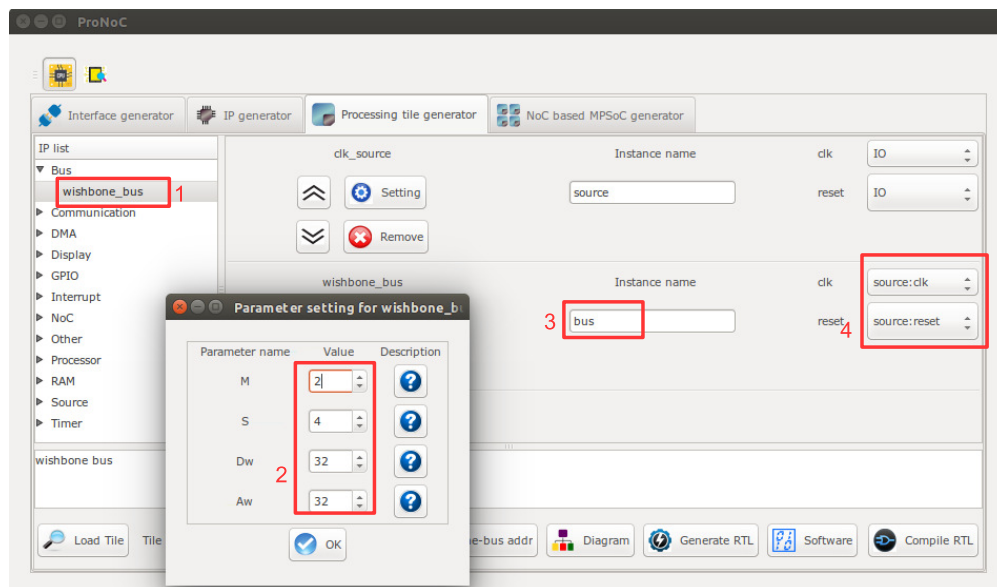 ProNoC
Interface generator
IP generator
Processing tile generator
NoC based MPSoC generator
IP list
Bus
wishbone_bus
1
Communication
DMA
Display
GPIO
Interrupt
NoC
Other
Processor
RAM
Source
Timer
clk_source
Instance name
clk
IO
Setting
source
reset
IO
Remove
wishbone_bus
Instance name
clk
source:clk
3
bus
reset
4
source:reset
Parameter setting for wishbone_b
Parameter name
Value
Description
M
2
S
4
Dw
32
2
Aw
32
OK
wishbone bus
Load Tile
Tile
e-bus addr
Diagram
Generate RTL
Software
Compile RTL